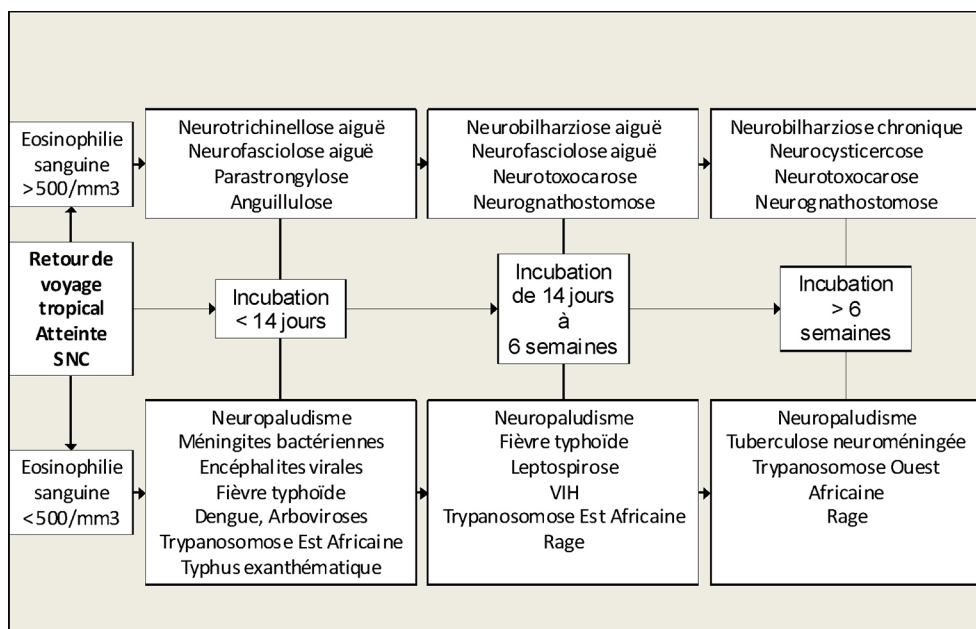 Eosinophilie
sanguine
>500/mm3
Neurotrichinellose aiguë
Neurofasciolose aiguë
Parastrongylose
Anguillulose
Neurobilharziose aiguë
Neurofasciolose aiguë
Neurotoxocarose
Neurognathostomose
Neurobilharziose chronique
Neurocysticercose
Neurotoxocarose
Neurognathostomose
Retour de
voyage
tropical
Atteinte
SNC
Incubation
< 14 jours
Incubation
de 14 jours
à
6 semaines
Incubation
> 6
semaines
Eosinophilie
sanguine
<500/mm3
Neuropaludisme
Méningites bactériennes
Encéphalites virales
Fièvre typhoïde
Dengue, Arboviroses
Trypanosomose Est Africaine
Typhus exanthématique
Neuropaludisme
Fièvre typhoïde
Leptospirose
VIH
Trypanosomose Est Africaine
Rage
Neuropaludisme
Tuberculose neuroméningée
Trypanosomose Ouest
Africaine
Rage